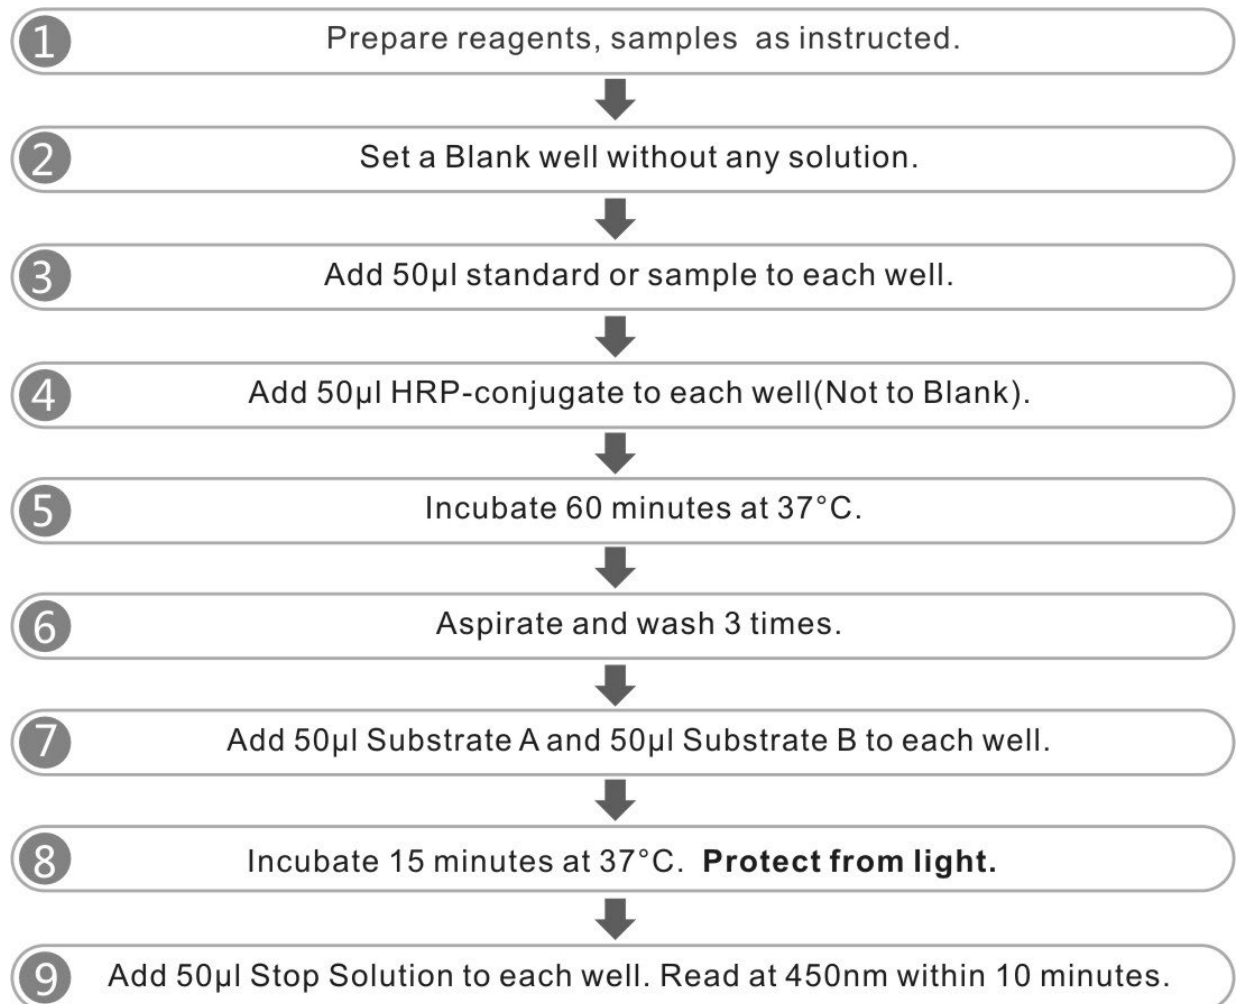 1 Prepare reagents, samples as instructed.
2 Set a Blank well without any solution.
3 Add 50μl standard or sample to each well.
4 Add 50μl HRP-conjugate to each well(Not to Blank).
5 Incubate 60 minutes at 37°C.
6 Aspirate and wash 3 times.
7 Add 50μl Substrate A and 50μl Substrate B to each well.
8 Incubate 15 minutes at 37°C. Protect from light.
9 Add 50μl Stop Solution to each well. Read at 450nm within 10 minutes.